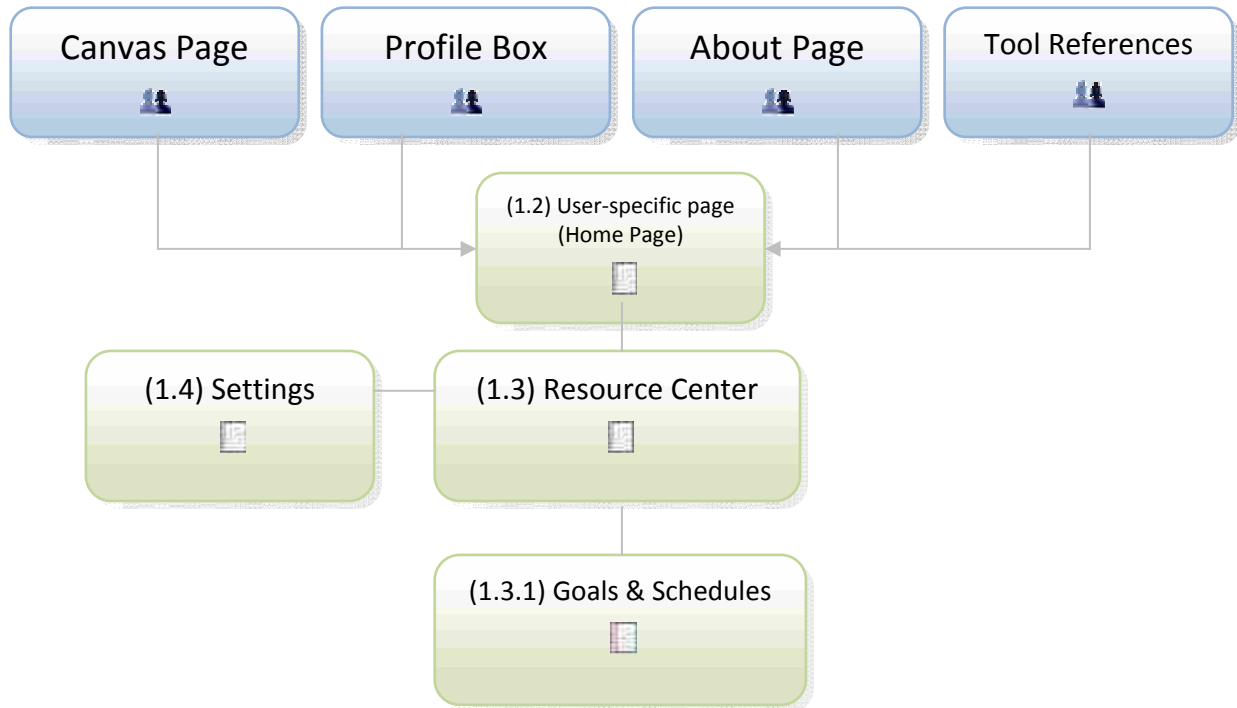 Canvas Page
Profile Box
About Page
Tool References
(1.2) User-specific page
(Home Page)
(1.4) Settings
(1.3) Resource Center
(1.3.1) Goals & Schedules